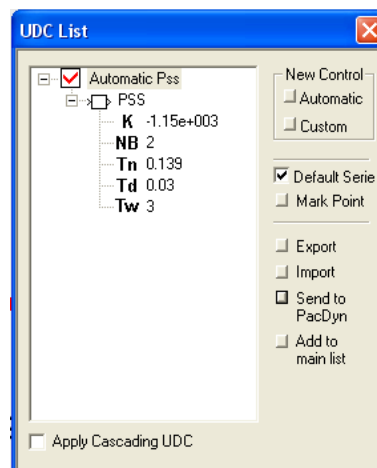 UDC List
Automatic Pss
PSS
K -1.15e+003
NB 2
Tn 0.139
Td 0.03
Tw 3
New Control
Automatic
Custom
Default Serie
Mark Point
Export
Import
Send to
PacDyn
Add to
main list
Apply Cascading UDC